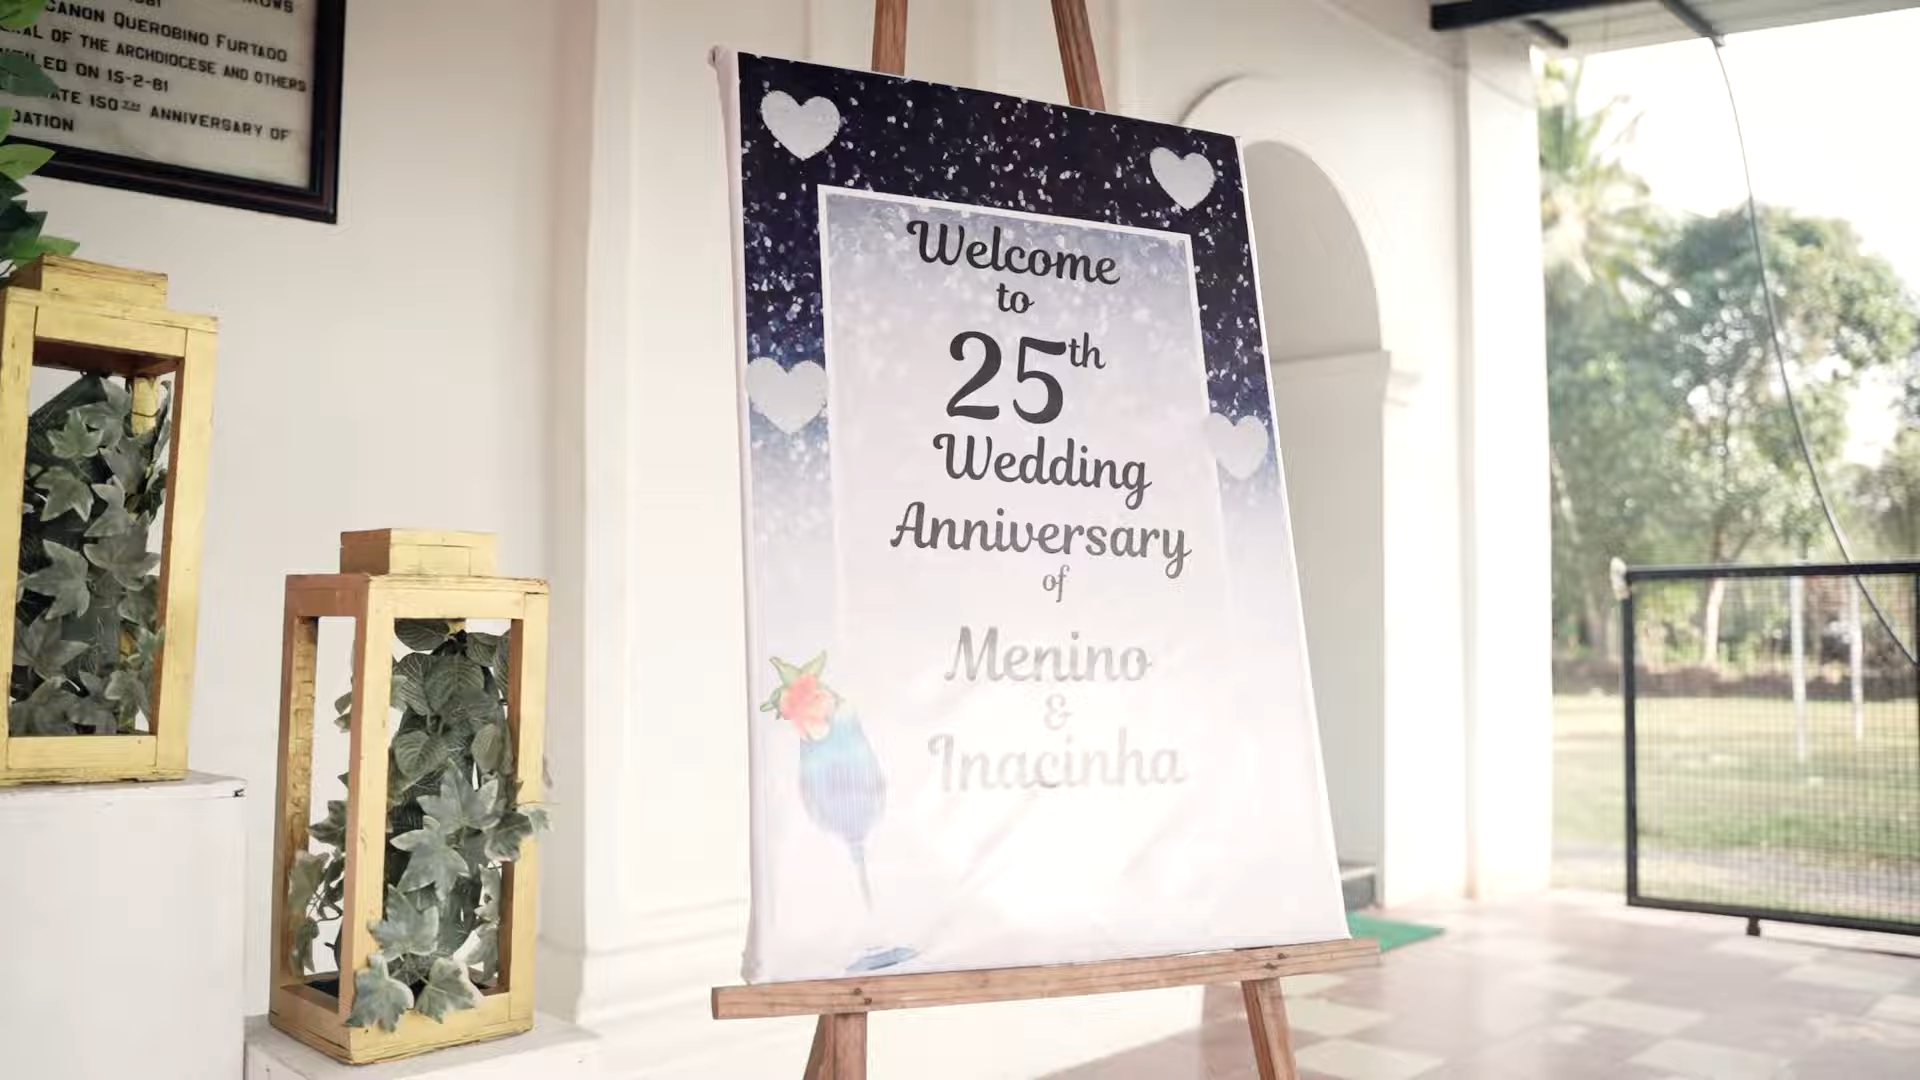 CANON QUEROBINO FURTADO
OF THE ARCHDIOCESE AND OTHERS
ON 15-2-81
150TH ANNIVERSARY OF
Welcome
to
25th
Wedding
Anniversary
of
Menino
&
Inacinha